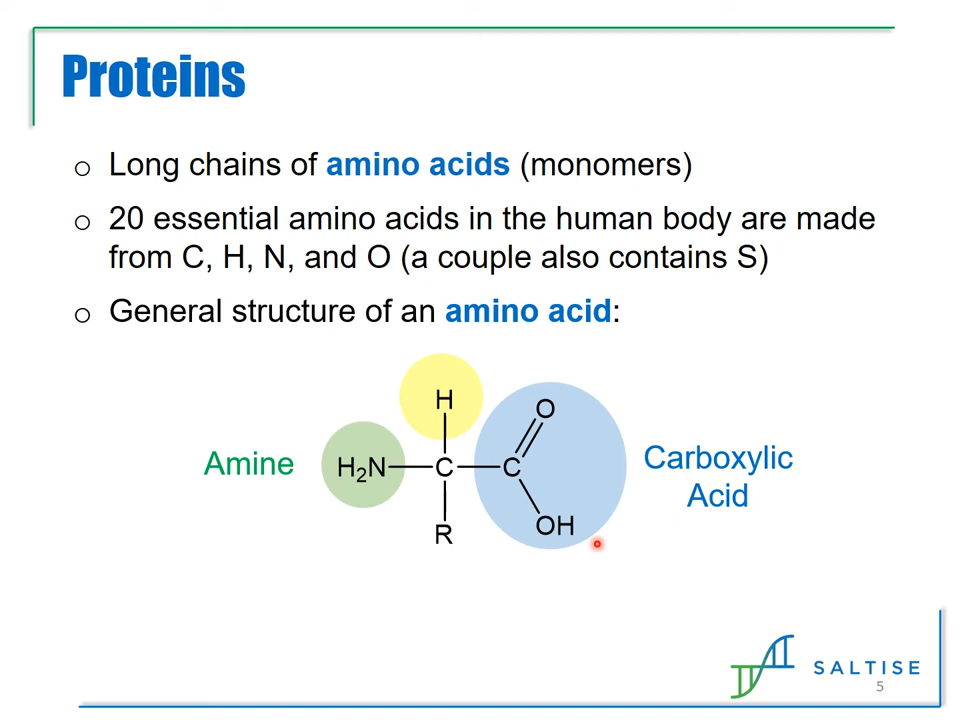 Proteins
o Long chains of amino acids (monomers)
o 20 essential amino acids in the human body are made
from C, H, N, and O (a couple also contains S)
o General structure of an amino acid:
H
O
Amine
H₂N
C
C
Carboxylic
Acid
R
OH
SALTISE
5